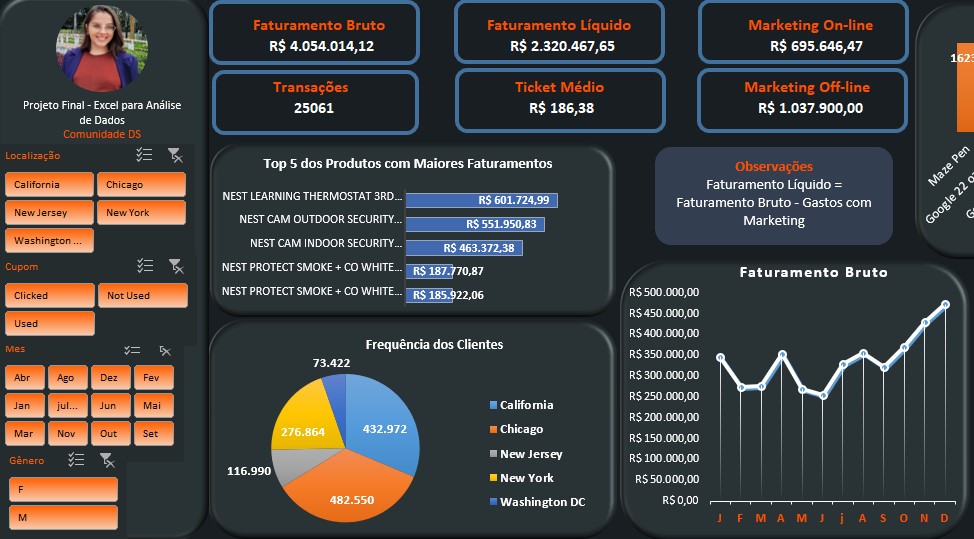 Projeto Final - Excel para Análise
de Dados
Comunidade DS
Localização
California
Chicago
New Jersey
New York
Washington ...
Cupom
Clicked
Not Used
Used
Mes
Abr
Ago
Dez
Fev
Jan
jul...
Jun
Mai
Mar
Nov
Out
Set
Gênero
F
M
Faturamento Bruto
R$ 4.054.014,12
Faturamento Líquido
R$ 2.320.467,65
Marketing On-line
R$ 695.646,47
Transações
25061
Ticket Médio
R$ 186,38
Marketing Off-line
R$ 1.037.900,00
Top 5 dos Produtos com Maiores Faturamentos
NEST LEARNING THERMOSTAT 3RD... R$ 601.724,99
NEST CAM OUTDOOR SECURITY... R$ 551.950,83
NEST CAM INDOOR SECURITY... R$ 463.372,38
NEST PROTECT SMOKE + CO WHITE... R$ 187.770,87
NEST PROTECT SMOKE + CO WHITE... R$ 185.922,06
Observações
Faturamento Líquido =
Faturamento Bruto - Gastos com
Marketing
1623
Maze Pen
Google 22 o
Frequência dos Clientes
73.422
432.972
276.864
116.990
482.550
California
Chicago
New Jersey
New York
Washington DC
Faturamento Bruto
R$ 500.000,00
R$ 450.000,00
R$ 400.000,00
R$ 350.000,00
R$ 300.000,00
R$ 250.000,00
R$ 200.000,00
R$ 150.000,00
R$ 100.000,00
R$ 50.000,00
R$ 0,00
J F M A M J j A S O N D